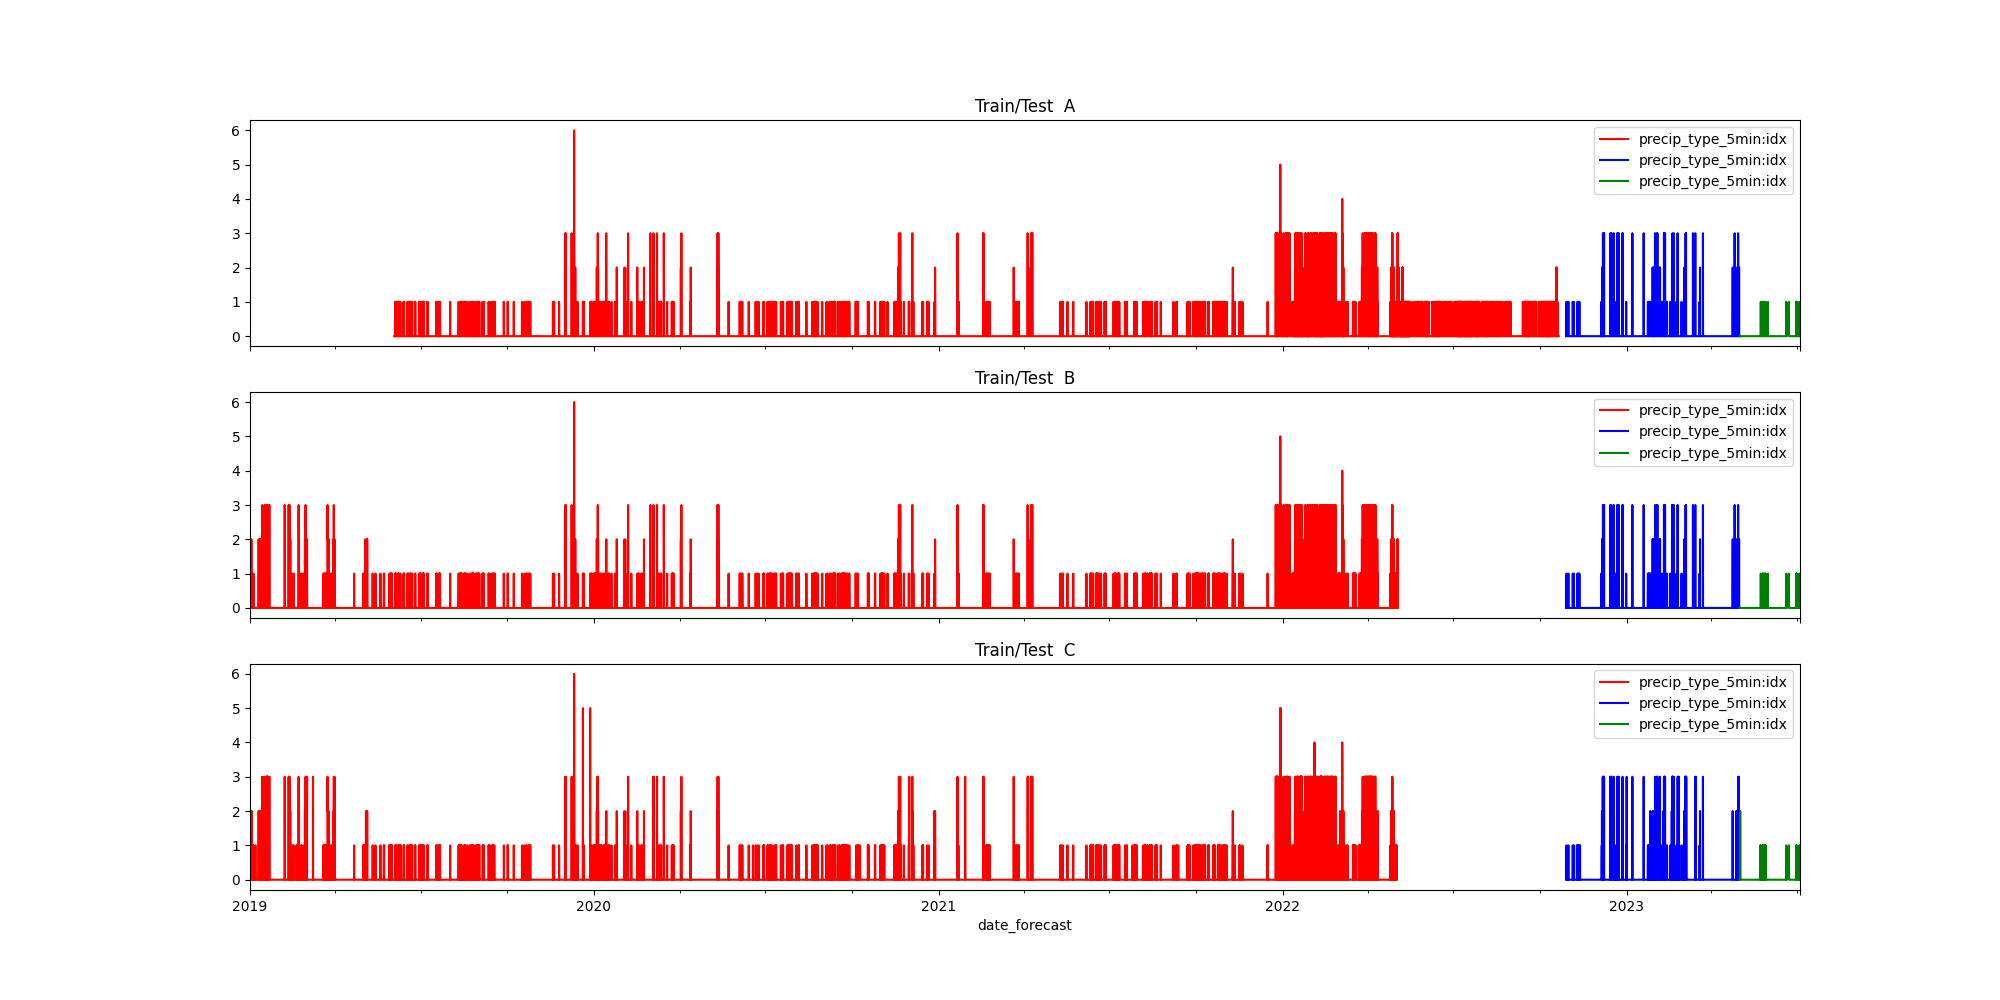 Train/Test  A
6
5
4
3
2
1
0
precip_type_5min:idx
precip_type_5min:idx
precip_type_5min:idx
Train/Test  B
6
5
4
3
2
1
0
precip_type_5min:idx
precip_type_5min:idx
precip_type_5min:idx
Train/Test  C
6
5
4
3
2
1
0
precip_type_5min:idx
precip_type_5min:idx
precip_type_5min:idx
2019 2020 2021 2022 2023
date_forecast